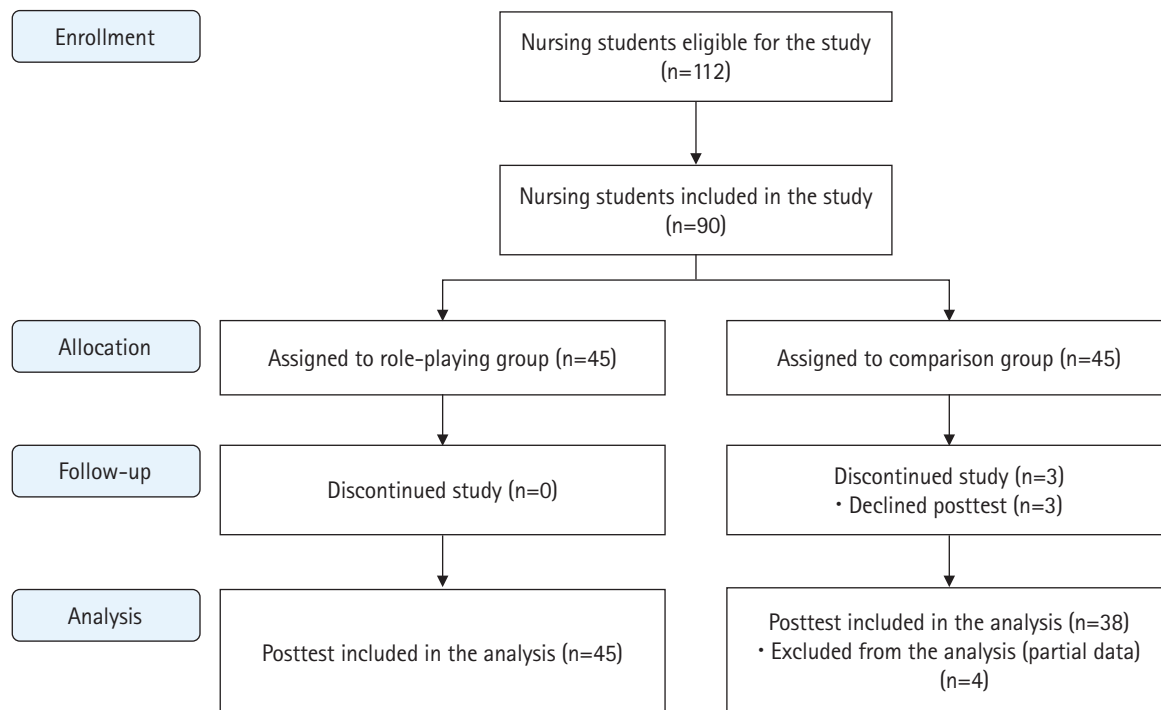 Enrollment
Nursing students eligible for the study
(n=112)
Nursing students included in the study
(n=90)
Allocation
Assigned to role-playing group (n=45)
Assigned to comparison group (n=45)
Follow-up
Discontinued study (n=0)
Discontinued study (n=3)
・Declined posttest (n=3)
Analysis
Posttest included in the analysis (n=45)
Posttest included in the analysis (n=38)
・Excluded from the analysis (partial data)
(n=4)